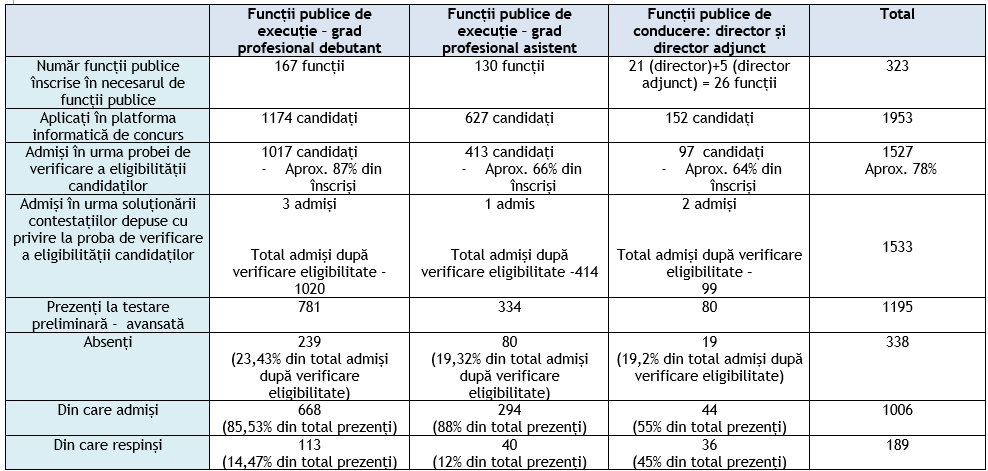 Funcții publice de
execuție – grad
profesional debutant
Funcții publice de
execuție – grad
profesional asistent
Funcții publice de
conducere: director și
director adjunct
Total
Număr funcții publice
înscrise în necesarul de
funcții publice
167 funcții
130 funcții
21 (director)+5 (director
adjunct) = 26 funcții
323
Aplicați în platforma
informatică de concurs
1174 candidați
627 candidați
152 candidați
1953
Admiși în urma probei de
verificare a eligibilității
candidaților
1017 candidați
- Aprox. 87% din
înscriși
413 candidați
- Aprox. 66% din
înscriși
97 candidați
- Aprox. 64% din
înscriși
1527
Aprox. 78%
Admiși în urma soluționării
contestațiilor depuse cu
privire la proba de verificare
a eligibilității candidaților
3 admiși
Total admiși după
verificare eligibilitate -
1020
1 admis
Total admiși după
verificare eligibilitate -414
2 admiși
Total admiși după verificare
eligibilitate –
99
1533
Prezenți la testare
preliminară - avansată
781
334
80
1195
Absenți
239
(23,43% din total admiși
după verificare
eligibilitate)
80
(19,32% din total admiși
după verificare
eligibilitate)
19
(19,2% din total admiși după
verificare eligibilitate)
338
Din care admiși
668
(85,53% din total prezenți)
294
(88% din total prezenți)
44
(55% din total prezenți)
1006
Din care respinși
113
(14,47% din total prezenți)
40
(12% din total prezenți)
36
(45% din total prezenți)
189